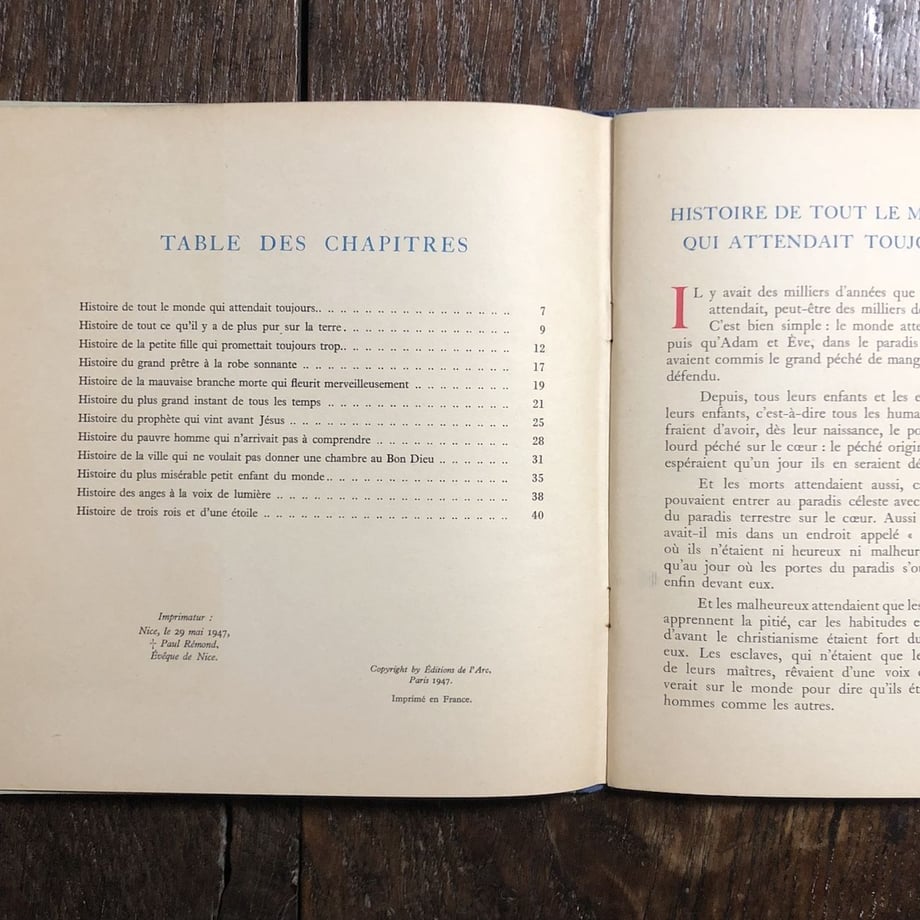 TABLE DES CHAPITRES
Histoire de tout le monde qui attendait toujours.. .. .. .. .. .. .. .. .. .. .. .. .. .. 7
Histoire de tout ce qu'il y a de plus pur sur la terre. .. .. .. .. .. .. .. .. .. .. .. .. 9
Histoire de la petite fille qui promettait toujours trop.. .. .. .. .. .. .. .. .. .. .. .. 12
Histoire du grand prêtre à la robe sonnante .. .. .. .. .. .. .. .. .. .. .. .. .. .. .. 17
Histoire de la mauvaise branche morte qui fleurit merveilleusement .. .. .. .. .. .. .. 19
Histoire du plus grand instant de tous les temps .. .. .. .. .. .. .. .. .. .. .. .. .. 21
Histoire du prophète qui vint avant Jésus .. .. .. .. .. .. .. .. .. .. .. .. .. .. .. 25
Histoire du pauvre homme qui n'arrivait pas à comprendre .. .. .. .. .. .. .. .. .. 28
Histoire de la ville qui ne voulait pas donner une chambre au Bon Dieu .. .. .. .. .. 31
Histoire du plus misérable petit enfant du monde.. .. .. .. .. .. .. .. .. .. .. .. .. 35
Histoire des anges à la voix de lumière .. .. .. .. .. .. .. .. .. .. .. .. .. .. .. .. 38
Histoire de trois rois et d'une étoile .. .. .. .. .. .. .. .. .. .. .. .. .. .. .. .. .. 40
Imprimatur :
Nice, le 29 mai 1947,
† Paul Rémond,
Évêque de Nice.
Copyright by Éditions de l'Arc.
Paris 1947.
Imprimé en France.
HISTOIRE DE TOUT LE M
QUI ATTENDAIT TOUJO
IL y avait des milliers d'années que
attendait, peut-être des milliers de
C'est bien simple : le monde atte
puis qu'Adam et Ève, dans le paradis
avaient commis le grand péché de mang
défendu.
Depuis, tous leurs enfants et les e
leurs enfants, c'est-à-dire tous les huma
fraient d'avoir, dès leur naissance, le po
lourd péché sur le cœur : le péché origin
espéraient qu'un jour ils en seraient dé
Et les morts attendaient aussi, ca
pouvaient entrer au paradis céleste avec
du paradis terrestre sur le cœur. Aussi
avait-il mis dans un endroit appelé «
où ils n'étaient ni heureux ni malheur
qu'au jour où les portes du paradis s'ou
enfin devant eux.
Et les malheureux attendaient que les
apprennent la pitié, car les habitudes e
d'avant le christianisme étaient fort du
eux. Les esclaves, qui n'étaient que le
de leurs maîtres, rêvaient d'une voix
verait sur le monde pour dire qu'ils ét
hommes comme les autres.